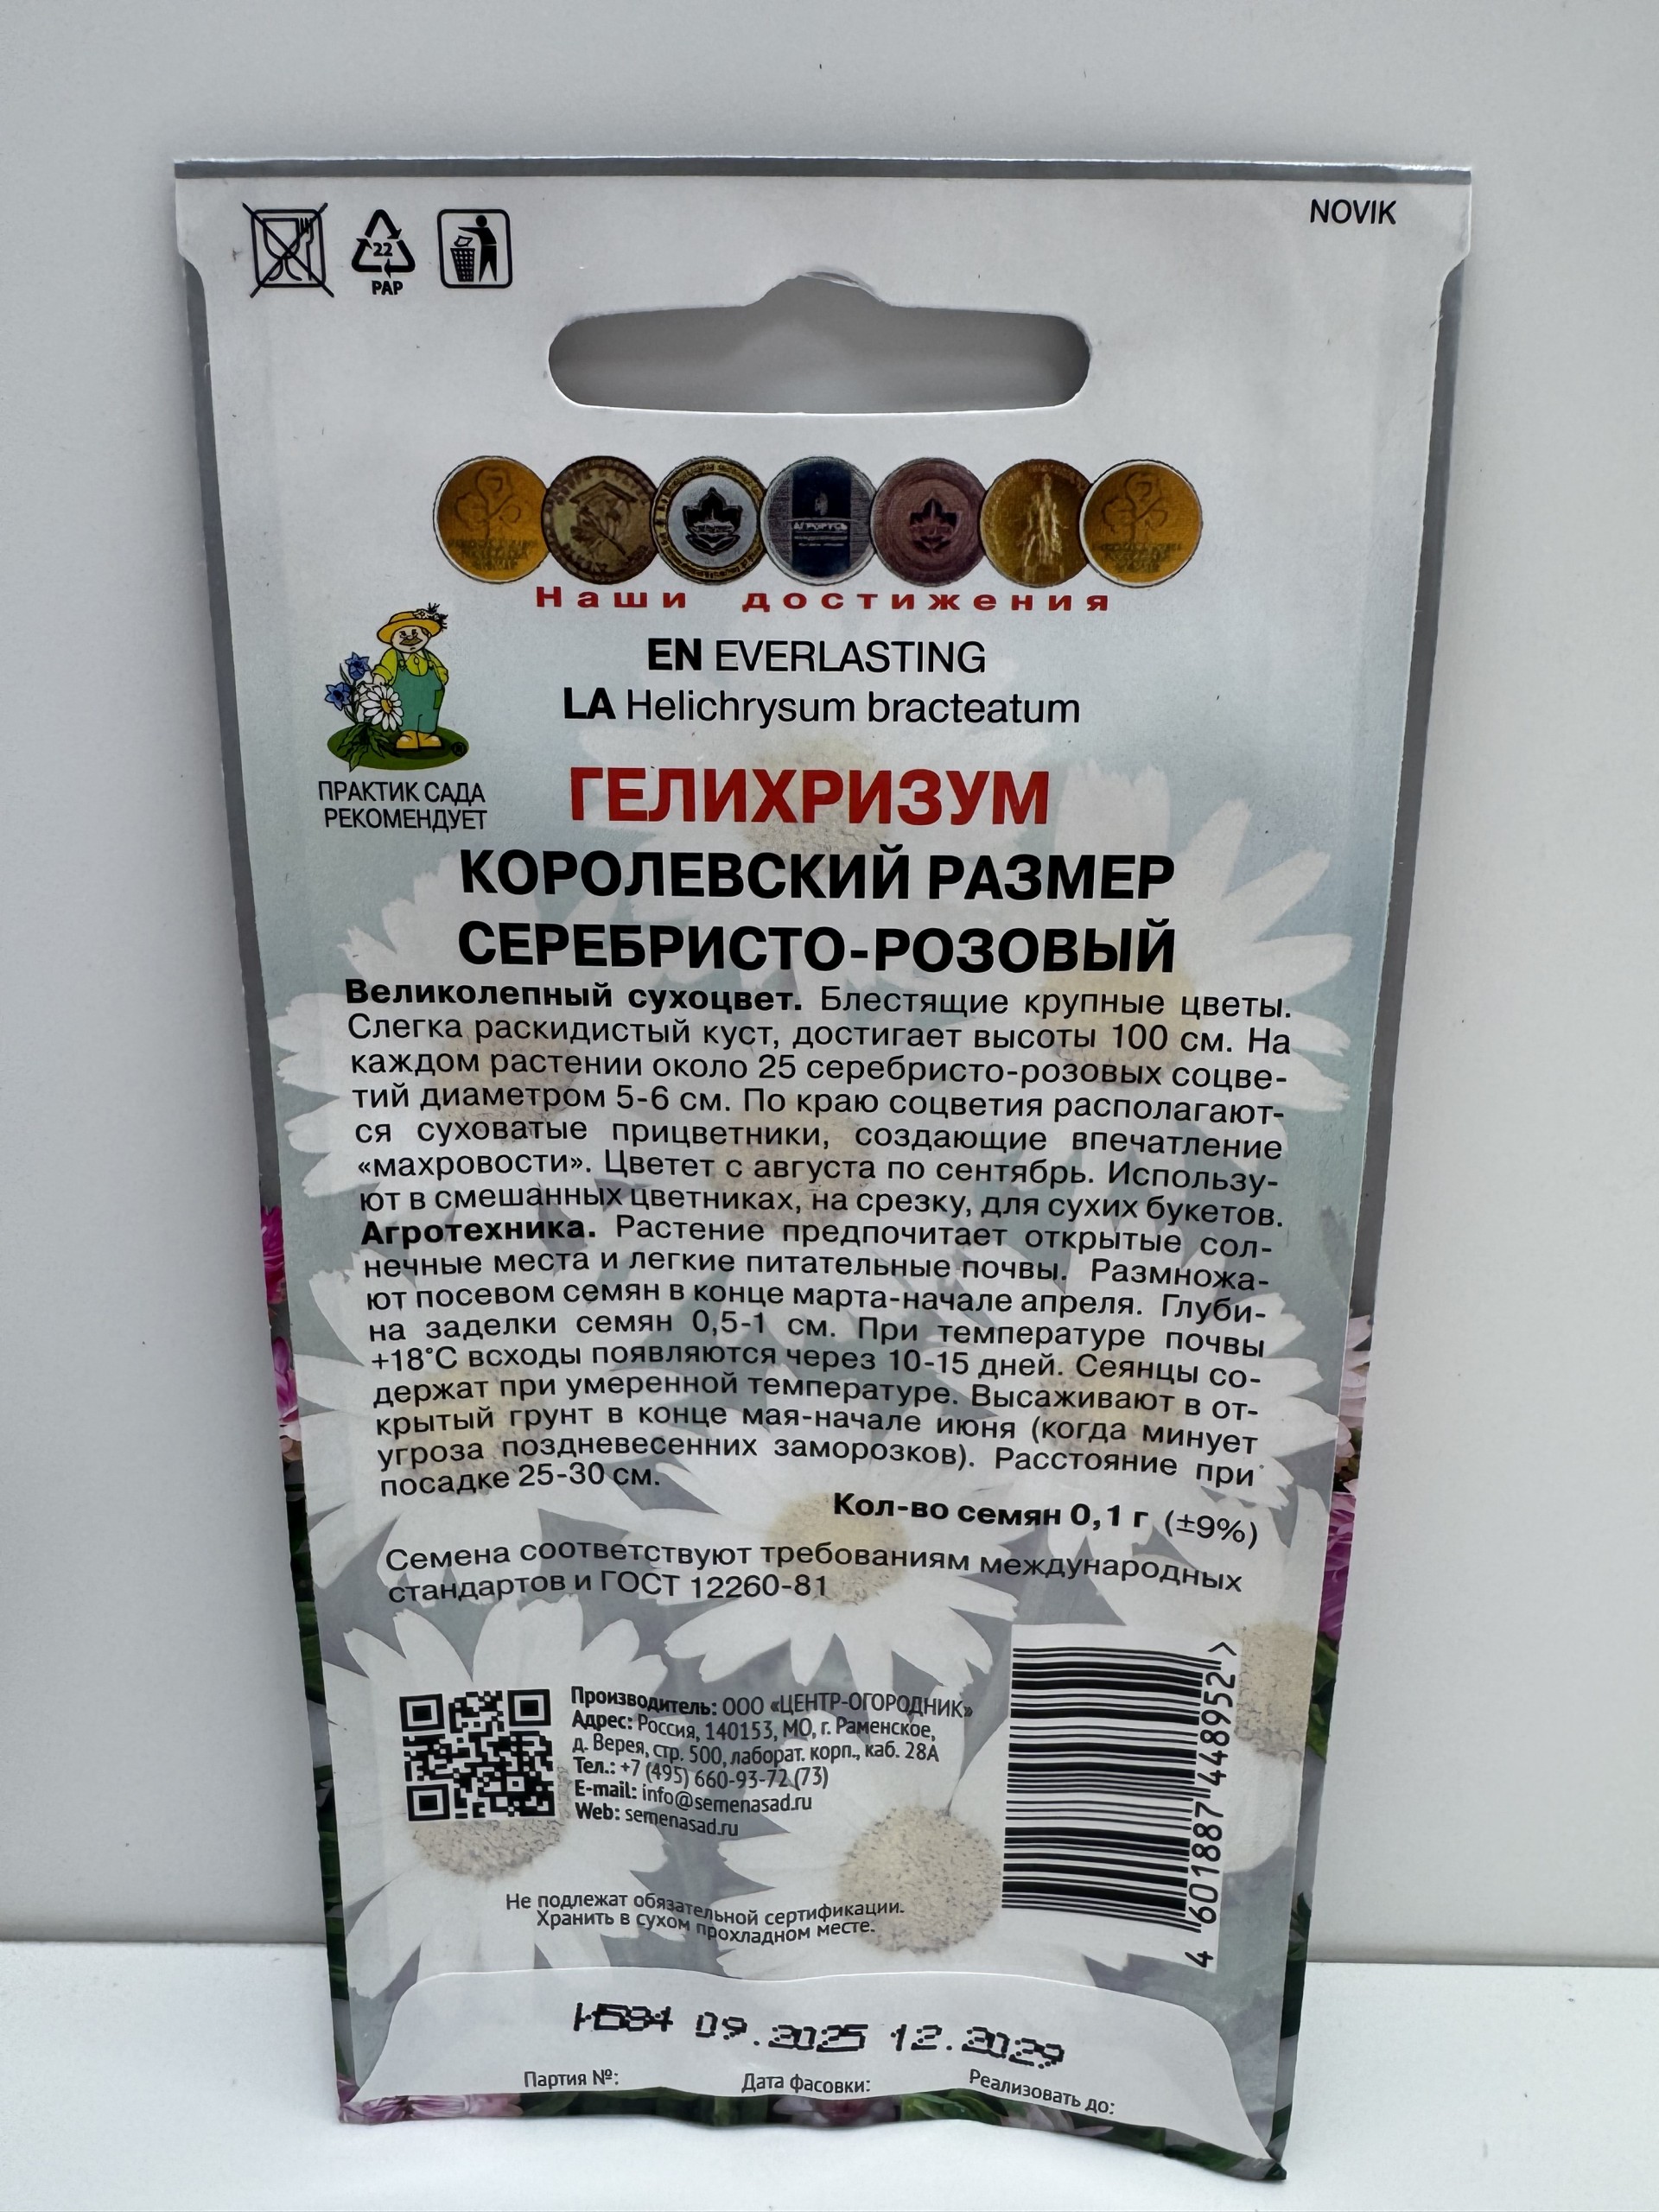 NOVIK
22
PAP
АГРОРУСЬ
Наши достижения
EN EVERLASTING
LA Helichrysum bracteatum
ПРАКТИК САДА
РЕКОМЕНДУЕТ
ГЕЛИХРИЗУМ
КОРОЛЕВСКИЙ РАЗМЕР
СЕРЕБРИСТО-РОЗОВЫЙ
Великолепный сухоцвет. Блестящие крупные цветы.
Слегка раскидистый куст, достигает высоты 100 см. На
каждом растении около 25 серебристо-розовых соцве-
тий диаметром 5-6 см. По краю соцветия располагают-
ся суховатые прицветники, создающие впечатление
«махровости». Цветет с августа по сентябрь. Использу-
ют в смешанных цветниках, на срезку, для сухих букетов.
Агротехника. Растение предпочитает открытые сол-
нечные места и легкие питательные почвы. Размножа-
ют посевом семян в конце марта-начале апреля. Глуби-
на заделки семян 0,5-1 см. При температуре почвы
+18°С всходы появляются через 10-15 дней. Сеянцы со-
держат при умеренной температуре. Высаживают в от-
крытый грунт в конце мая-начале июня (когда минует
угроза поздневесенних заморозков). Расстояние при
посадке 25-30 см.
Кол-во семян 0,1 г (±9%)
Семена соответствуют требованиям международных
стандартов и ГОСТ 12260-81
Производитель: ООО «ЦЕНТР-ОГОРОДНИК»
Адрес: Россия, 140153, МО, г. Раменское,
д. Верея, стр. 500, лаборат. корп., каб. 28А
Тел.: +7 (495) 660-93-72 (73)
E-mail: info@semenasad.ru
Web: semenasad.ru
4 601887 448952 >
Не подлежат обязательной сертификации.
Хранить в сухом прохладном месте.
09.2025 12.2029
Партия №: Дата фасовки: Реализовать до: